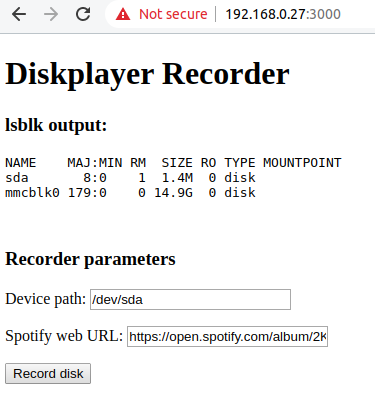 Not secure | 192.168.0.27:3000
Diskplayer Recorder
lsblk output:
NAME    MAJ:MIN RM  SIZE RO TYPE MOUNTPOINT
sda       8:0    1  1.4M  0 disk
mmcblk0 179:0    0 14.9G  0 disk
Recorder parameters
Device path: /dev/sda
Spotify web URL: https://open.spotify.com/album/2K
Record disk